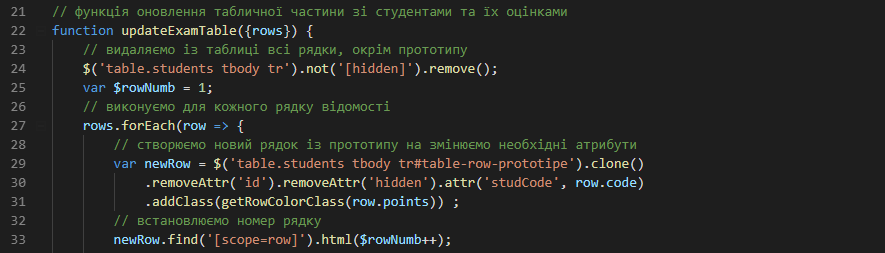 21 // функція оновлення табличної частини зі студентами та їх оцінками
22 function updateExamTable({rows}) {
23 // видаляємо із таблиці всі рядки, окрім прототипу
24 $('table.students tbody tr').not('[hidden]').remove();
25 var $rowNumb = 1;
26 // виконуємо для кожного рядку відомості
27 rows.forEach(row => {
28 // створюємо новий рядок із прототипу на змінюємо необхідні атрибути
29 var newRow = $('table.students tbody tr#table-row-prototipe').clone()
30 .removeAttr('id').removeAttr('hidden').attr('studCode', row.code)
31 .addClass(getRowColorClass(row.points)) ;
32 // встановлюємо номер рядку
33 newRow.find('[scope=row]').html($rowNumb++);